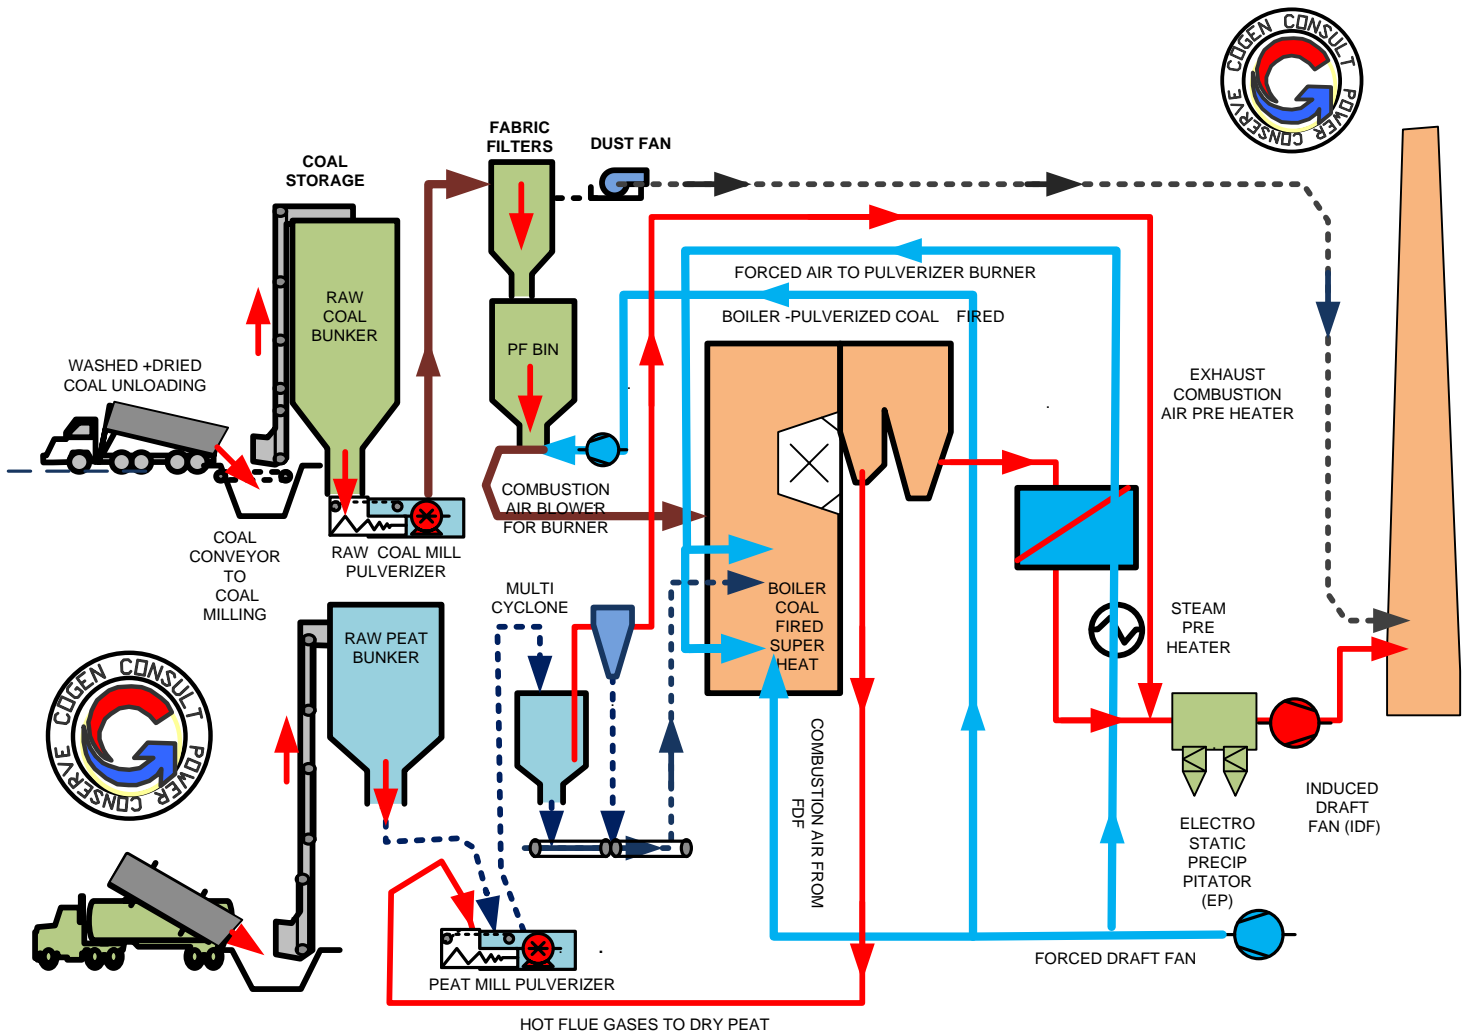 COGEN CONSULT
POWER CONSERVE
FABRIC
FILTERS
DUST FAN
COAL
STORAGE
FORCED AIR TO PULVERIZER BURNER
RAW
COAL
BUNKER
BOILER -PULVERIZED COAL FIRED
PF BIN
WASHED +DRIED
COAL UNLOADING
EXHAUST
COMBUSTION
AIR PRE HEATER
COMBUSTION
AIR BLOWER
FOR BURNER
COAL
CONVEYOR
TO
COAL
MILLING
RAW COAL MILL
PULVERIZER
MULTI
CYCLONE
BOILER
COAL
FIRED
SUPER
HEAT
STEAM
PRE
HEATER
RAW PEAT
BUNKER
COGEN CONSULT
POWER CONSERVE
COMBUSTION AIR FROM
FDF
INDUCED
DRAFT
FAN (IDF)
ELECTRO
STATIC
PRECIP
PITATOR
(EP)
FORCED DRAFT FAN
PEAT MILL PULVERIZER
HOT FLUE GASES TO DRY PEAT